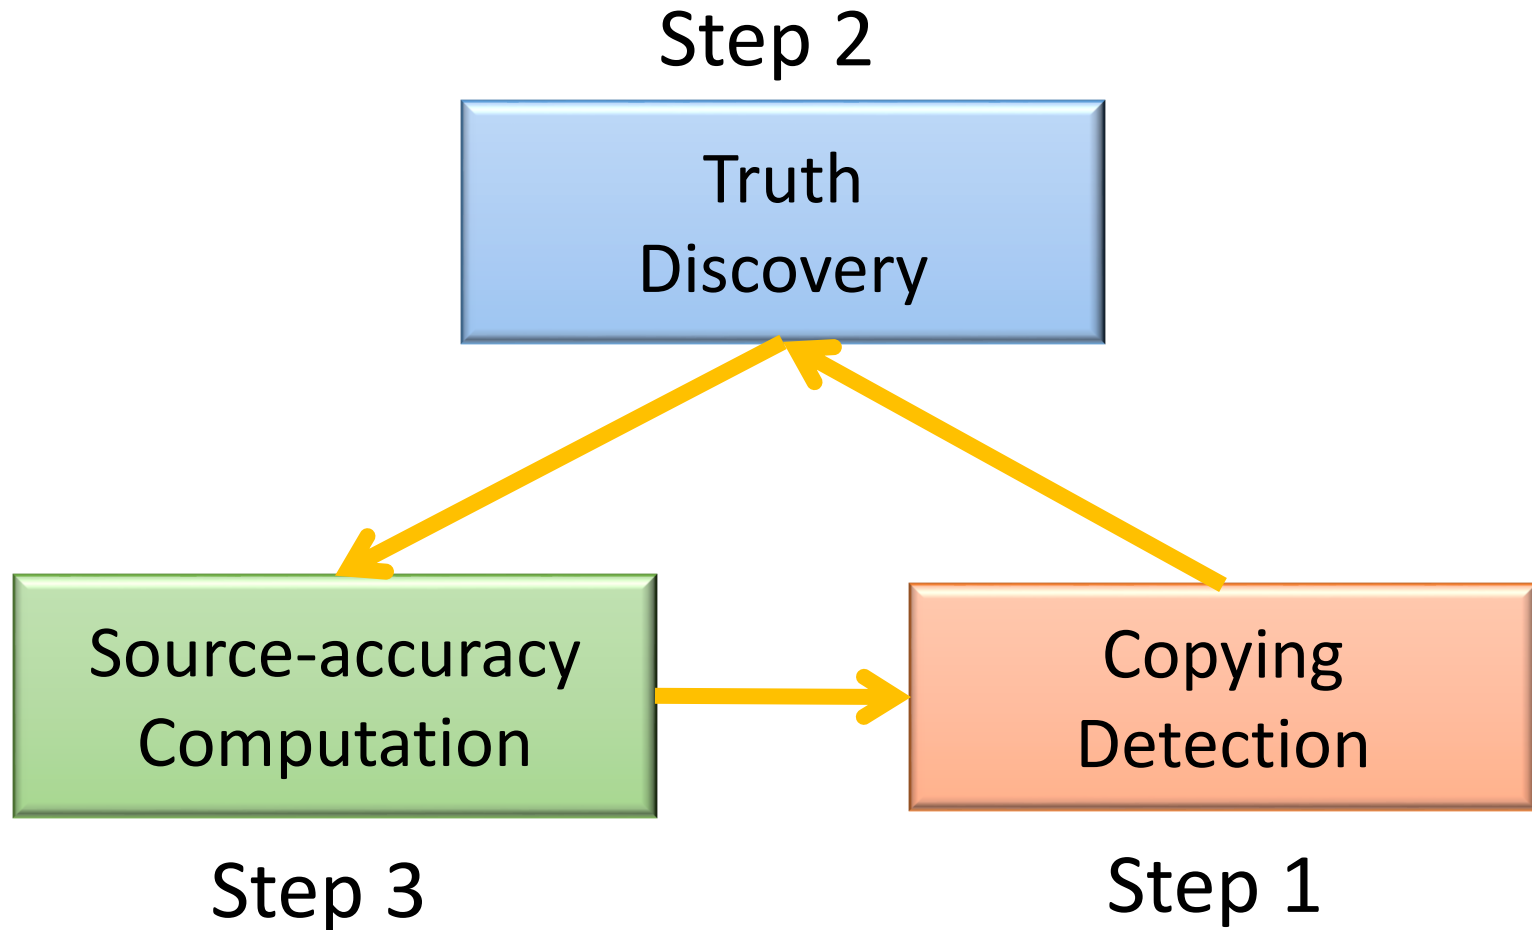 Step 2
Truth
Discovery
Source-accuracy
Computation
Copying
Detection
Step 3
Step 1